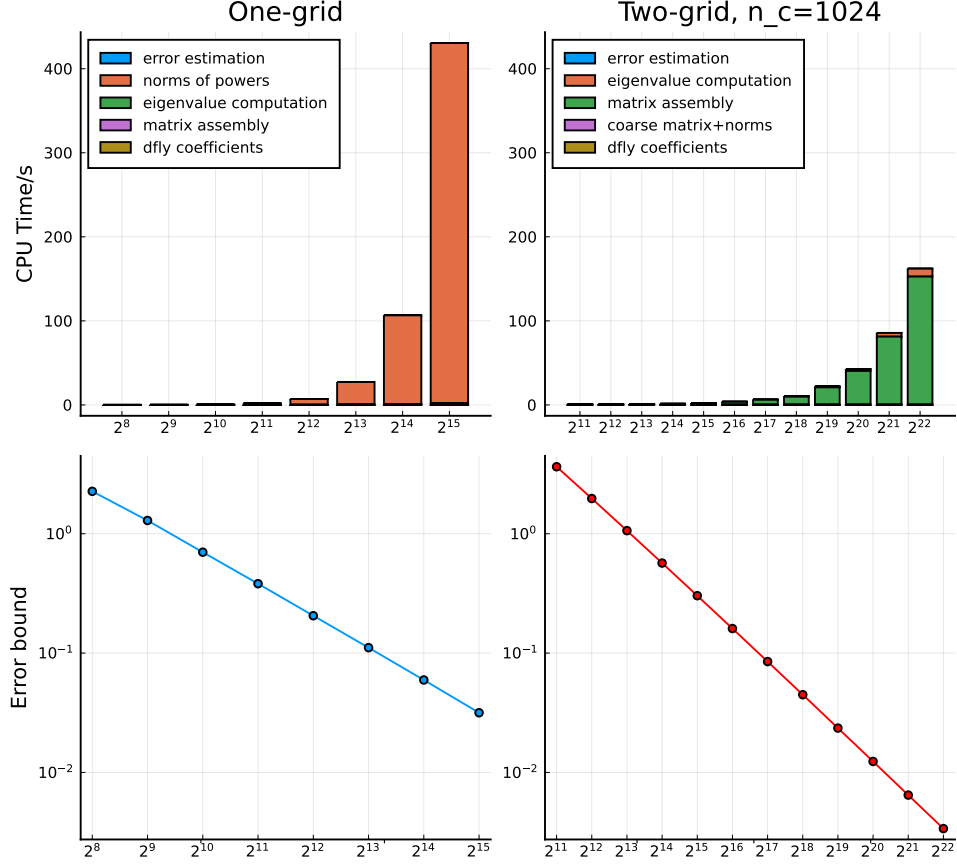 One-grid
error estimation
norms of powers
eigenvalue computation
matrix assembly
dfly coefficients
CPU Time/s
400
300
200
100
0
2^8 2^9 2^10 2^11 2^12 2^13 2^14 2^15
Two-grid, n_c=1024
error estimation
eigenvalue computation
matrix assembly
coarse matrix+norms
dfly coefficients
400
300
200
100
0
2^11 2^12 2^13 2^14 2^15 2^16 2^17 2^18 2^19 2^20 2^21 2^22
Error bound
10^0
10^−1
10^−2
2^8 2^9 2^10 2^11 2^12 2^13 2^14 2^15
10^0
10^−1
10^−2
2^11 2^12 2^13 2^14 2^15 2^16 2^17 2^18 2^19 2^20 2^21 2^22